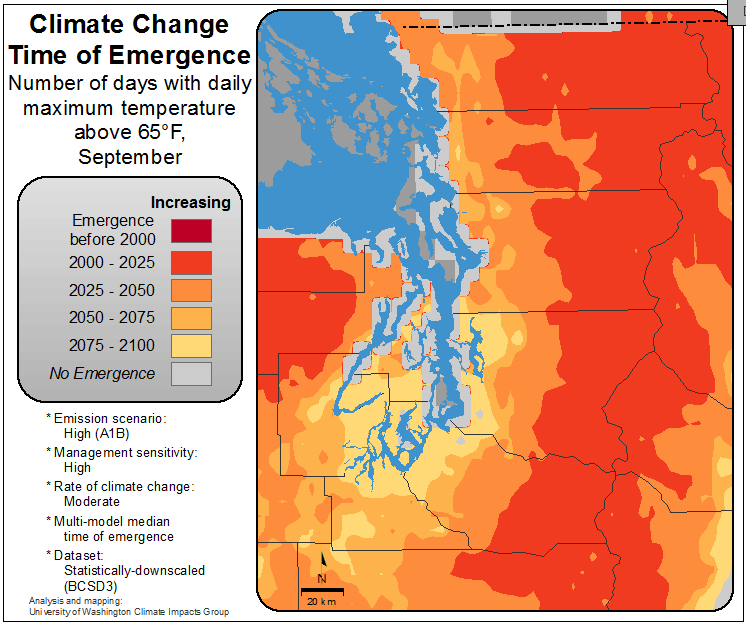 Climate Change
Time of Emergence
Number of days with daily
maximum temperature
above 65°F,
September
Increasing
Emergence
before 2000
2000 - 2025
2025 - 2050
2050 - 2075
2075 - 2100
No Emergence
* Emission scenario:
High (A1B)
* Management sensitivity:
High
* Rate of climate change:
Moderate
* Multi-model median
time of emergence
* Dataset:
Statistically-downscaled
(BCSD3)
Analysis and mapping:
University of Washington Climate Impacts Group
N
20 km